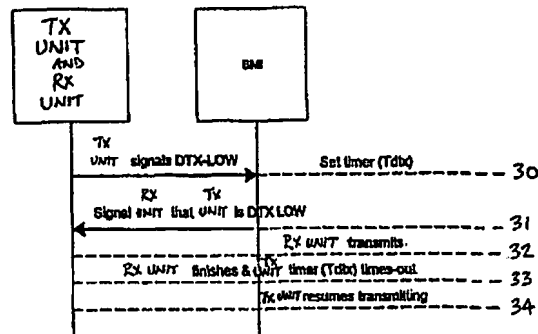 TX
UNIT
AND
RX
UNIT
BMI
TX
UNIT signals DTX-LOW
Set timer (Tdtx)
30
RX TX
Signal UNIT that UNIT is DTX LOW
31
RX UNIT transmits.
32
TX
RX UNIT finishes & UNIT timer (Tdtx) times-out
33
TX UNIT resumes transmitting
34